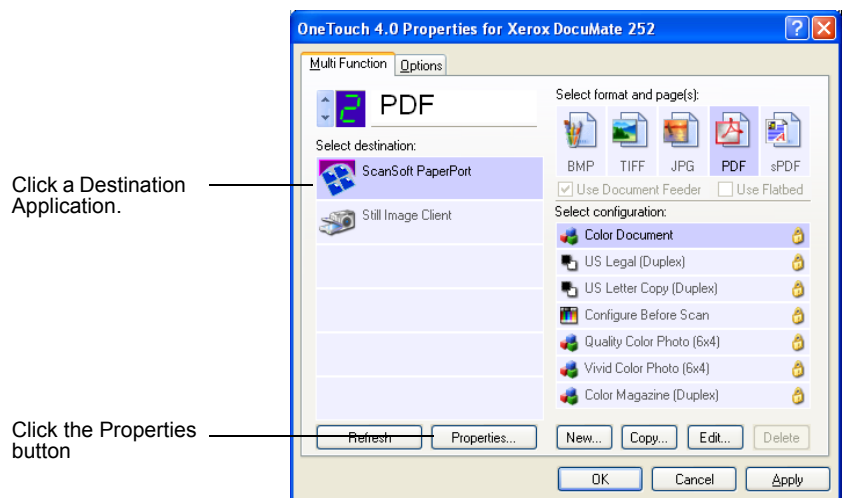 OneTouch 4.0 Properties for Xerox DocuMate 252
Multi Function
Options
2
PDF
Select destination:
ScanSoft PaperPort
Still Image Client
Refresh
Properties...
Select format and page(s):
BMP
TIFF
JPG
PDF
sPDF
Use Document Feeder
Use Flatbed
Select configuration:
Color Document
US Legal (Duplex)
US Letter Copy (Duplex)
Configure Before Scan
Quality Color Photo (6x4)
Vivid Color Photo (6x4)
Color Magazine (Duplex)
New...
Copy...
Edit...
Delete
OK
Cancel
Apply
Click a Destination
Application.
Click the Properties
button